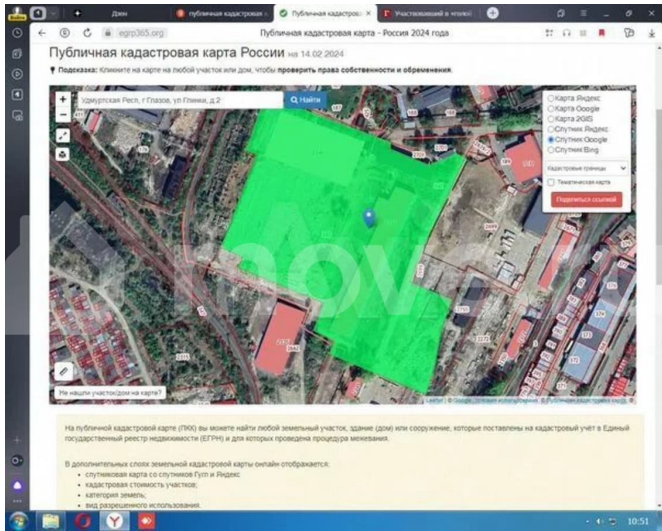 Дзен
публичная кадастровая
Публичная кадастрова
Участвовавший в «голой
egrp365.org
Публичная кадастровая карта - Россия 2024 года
Публичная кадастровая карта России на 14.02.2024
Подсказка: Кликните на карте на любой участок или дом, чтобы проверить права собственности и обременения.
Удмуртская Респ, г Глазов, ул Глинки, д 2
Найти
Карта Яндекс
Карта Google
Карта 2GIS
Спутник Яндекс
Спутник Google
Спутник Bing
Кадастровые границы
Тематическая карта
Поделиться ссылкой
move.ru
Не нашли участок/дом на карте?
На публичной кадастровой карте (ПКК) вы можете найти любой земельный участок, здание (дом) или сооружение, которые поставлены на кадастровый учёт в Единый
государственный реестр недвижимости (ЕГРН) и для которых проведена процедура межевания.
В дополнительных слоях земельной кадастровой карты онлайн отображается:
• спутниковая карта со спутников Гугл и Яндекс
• кадастровая стоимость участков;
• категория земель;
• вид разрешенного использования.
10:51